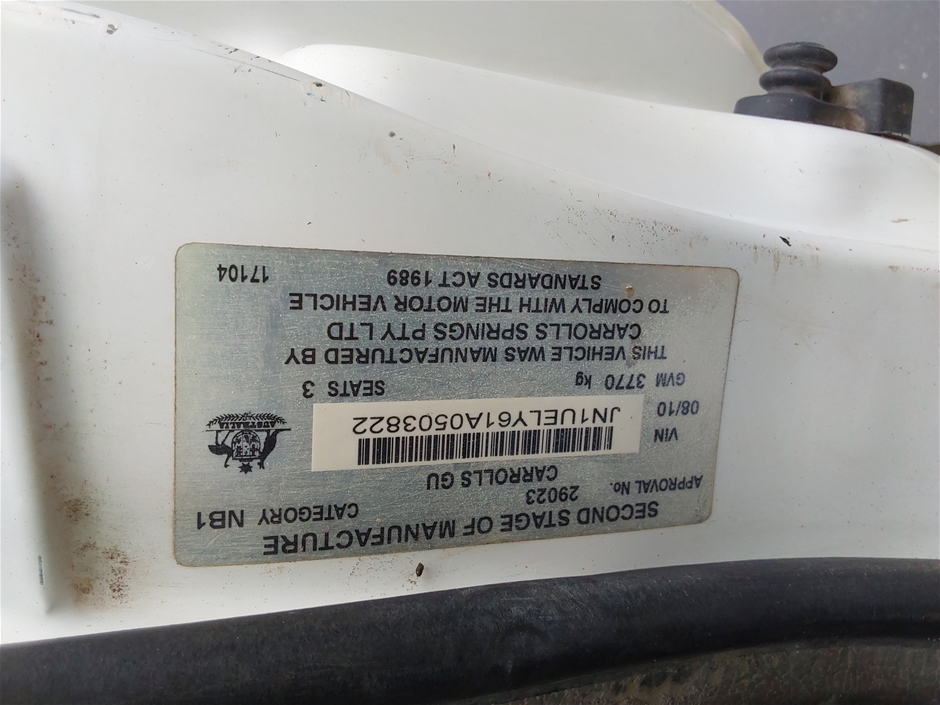 SECOND STAGE OF MANUFACTURE
APPROVAL No. 29023 CATEGORY NB1
CARROLLS GU
VIN
JN1UELY61A0503822
AUSTRALIA
08/10
GVM 3770 kg SEATS 3
THIS VEHICLE WAS MANUFACTURED BY
CARROLLS SPRINGS PTY LTD
TO COMPLY WITH THE MOTOR VEHICLE
STANDARDS ACT 1989
17104